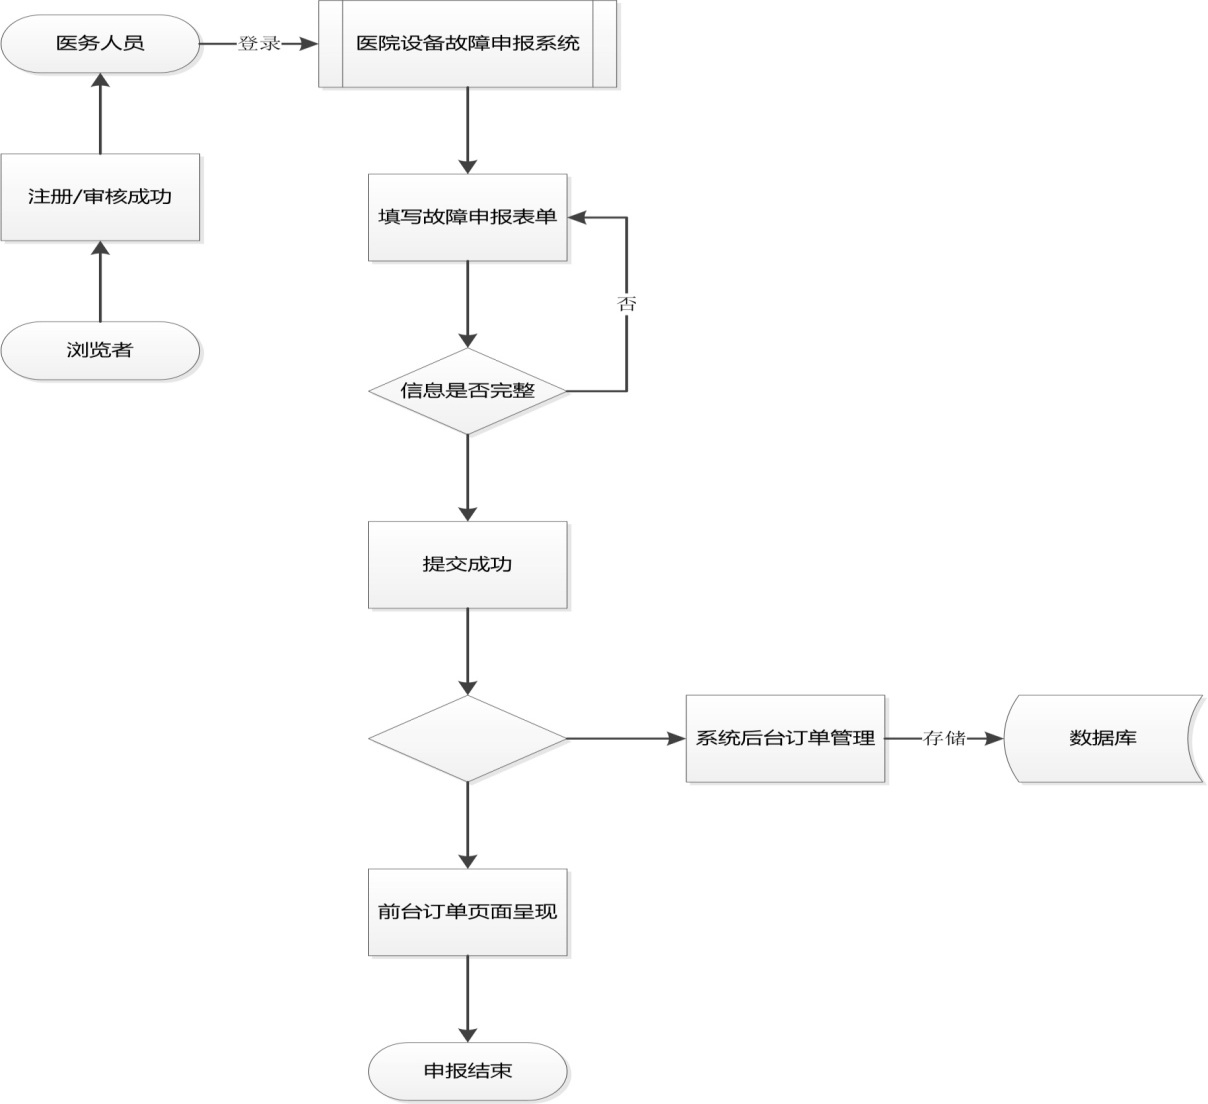 医务人员
登录
医院设备故障申报系统
注册/审核成功
填写故障申报表单
否
浏览者
信息是否完整
提交成功
系统后台订单管理
存储
数据库
前台订单页面呈现
申报结束